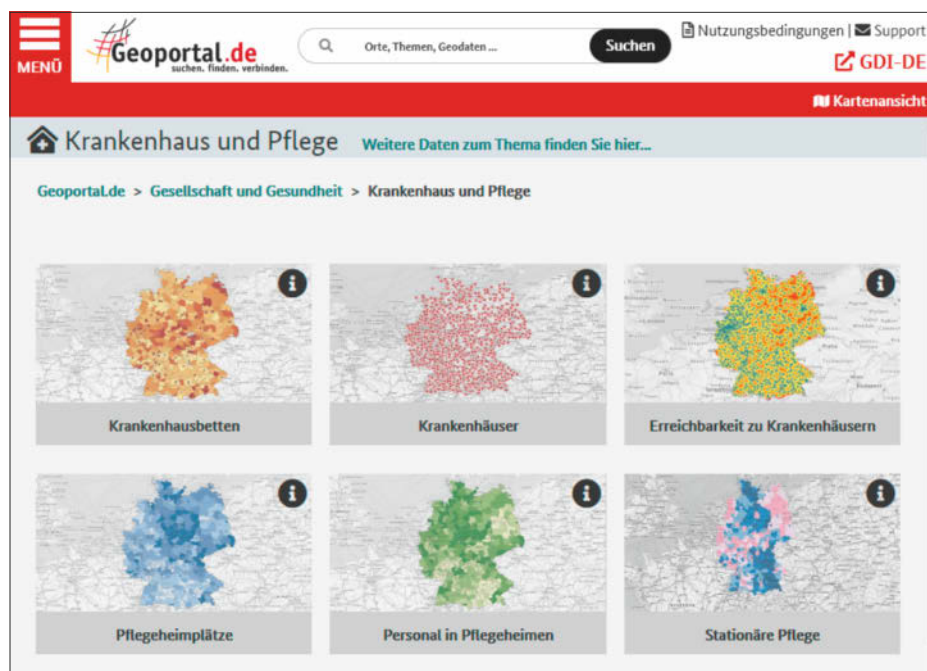 MENÜ
Geoportal.de
suchen. finden. verbinden.
Orte, Themen, Geodaten ...
Suchen
Nutzungsbedingungen | Support
GDI-DE
Kartenansicht
Krankenhaus und Pflege Weitere Daten zum Thema finden Sie hier...
Geoportal.de > Gesellschaft und Gesundheit > Krankenhaus und Pflege
Krankenhausbetten
Krankenhäuser
Erreichbarkeit zu Krankenhäusern
Pflegeheimplätze
Personal in Pflegeheimen
Stationäre Pflege